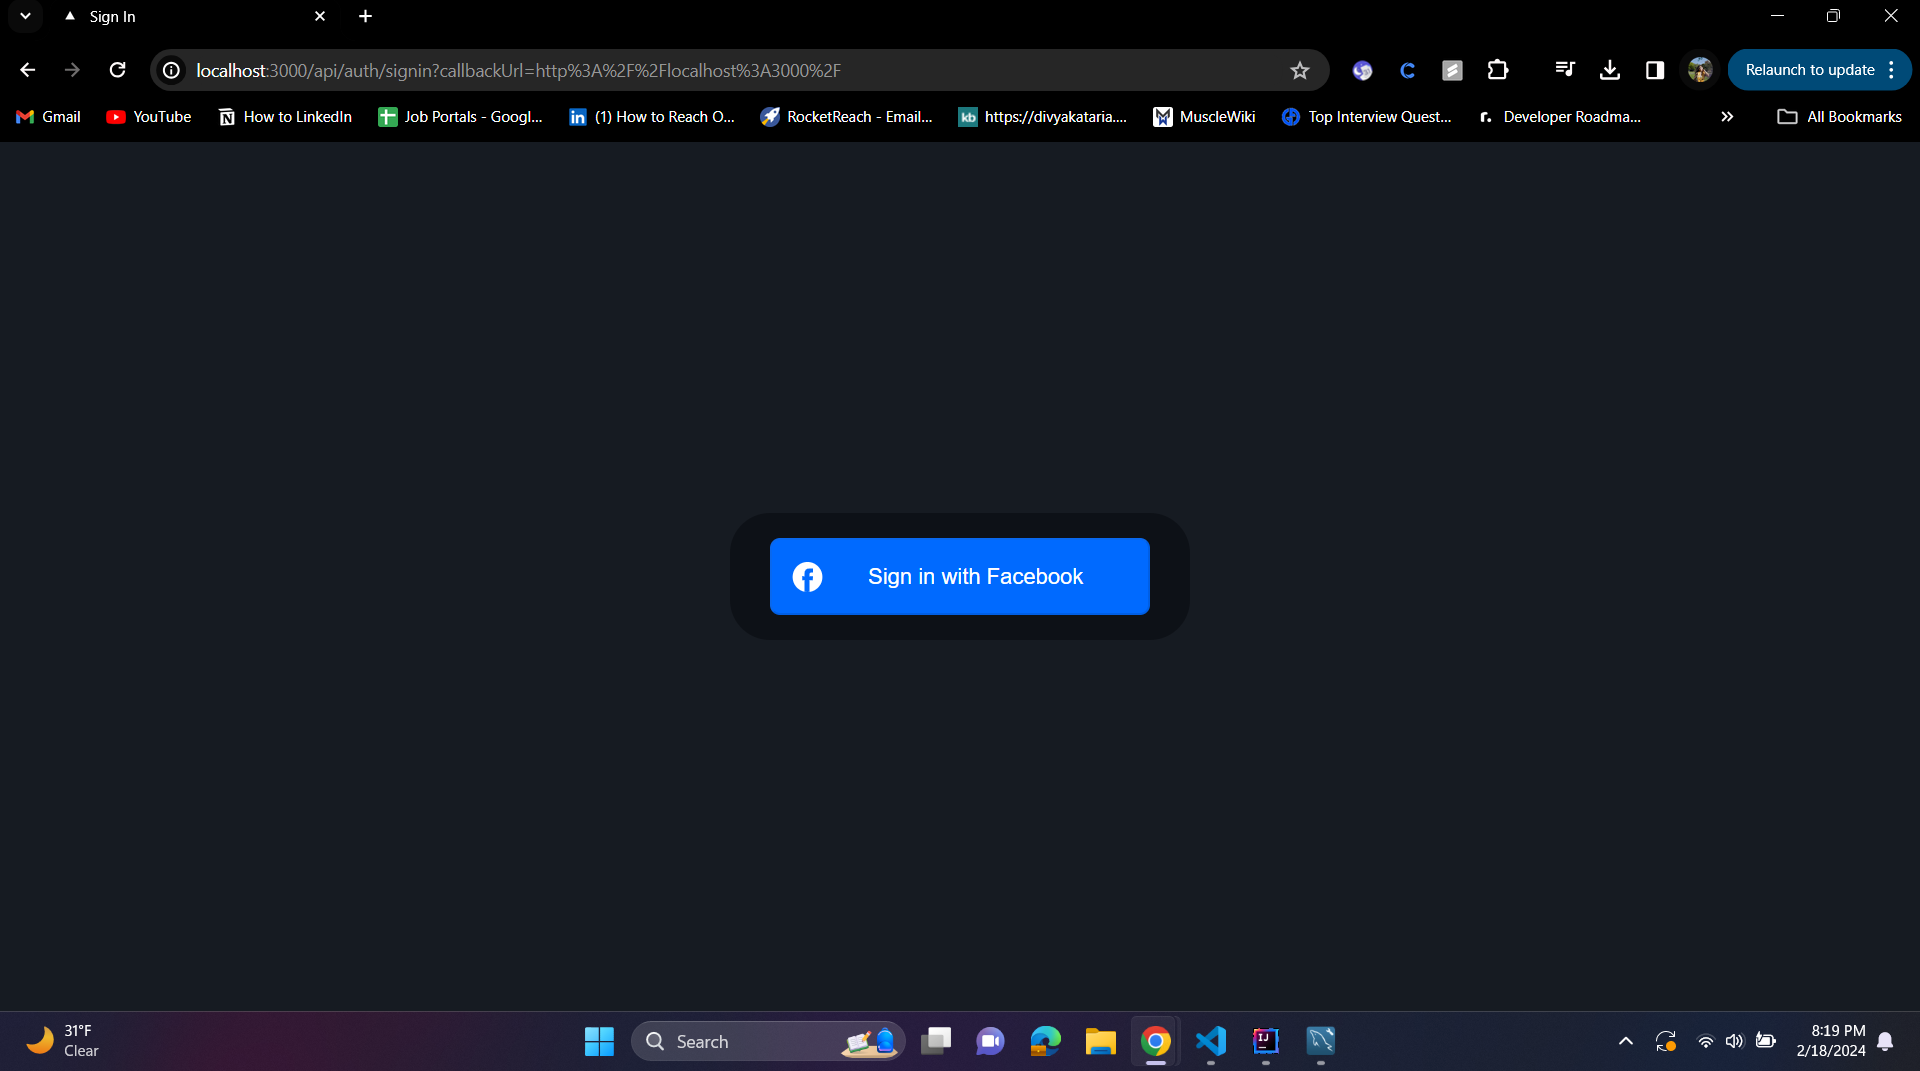 Sign In
localhost:3000/api/auth/signin?callbackUrl=http%3A%2F%2Flocalhost%3A3000%2F
Relaunch to update
Gmail
YouTube
How to LinkedIn
Job Portals - Googl...
(1) How to Reach O...
RocketReach - Email...
kb
https://divyakataria....
MuscleWiki
Top Interview Quest...
r.
Developer Roadma...
All Bookmarks
Sign in with Facebook
31°F
Clear
Search
IJ
8:19 PM
2/18/2024